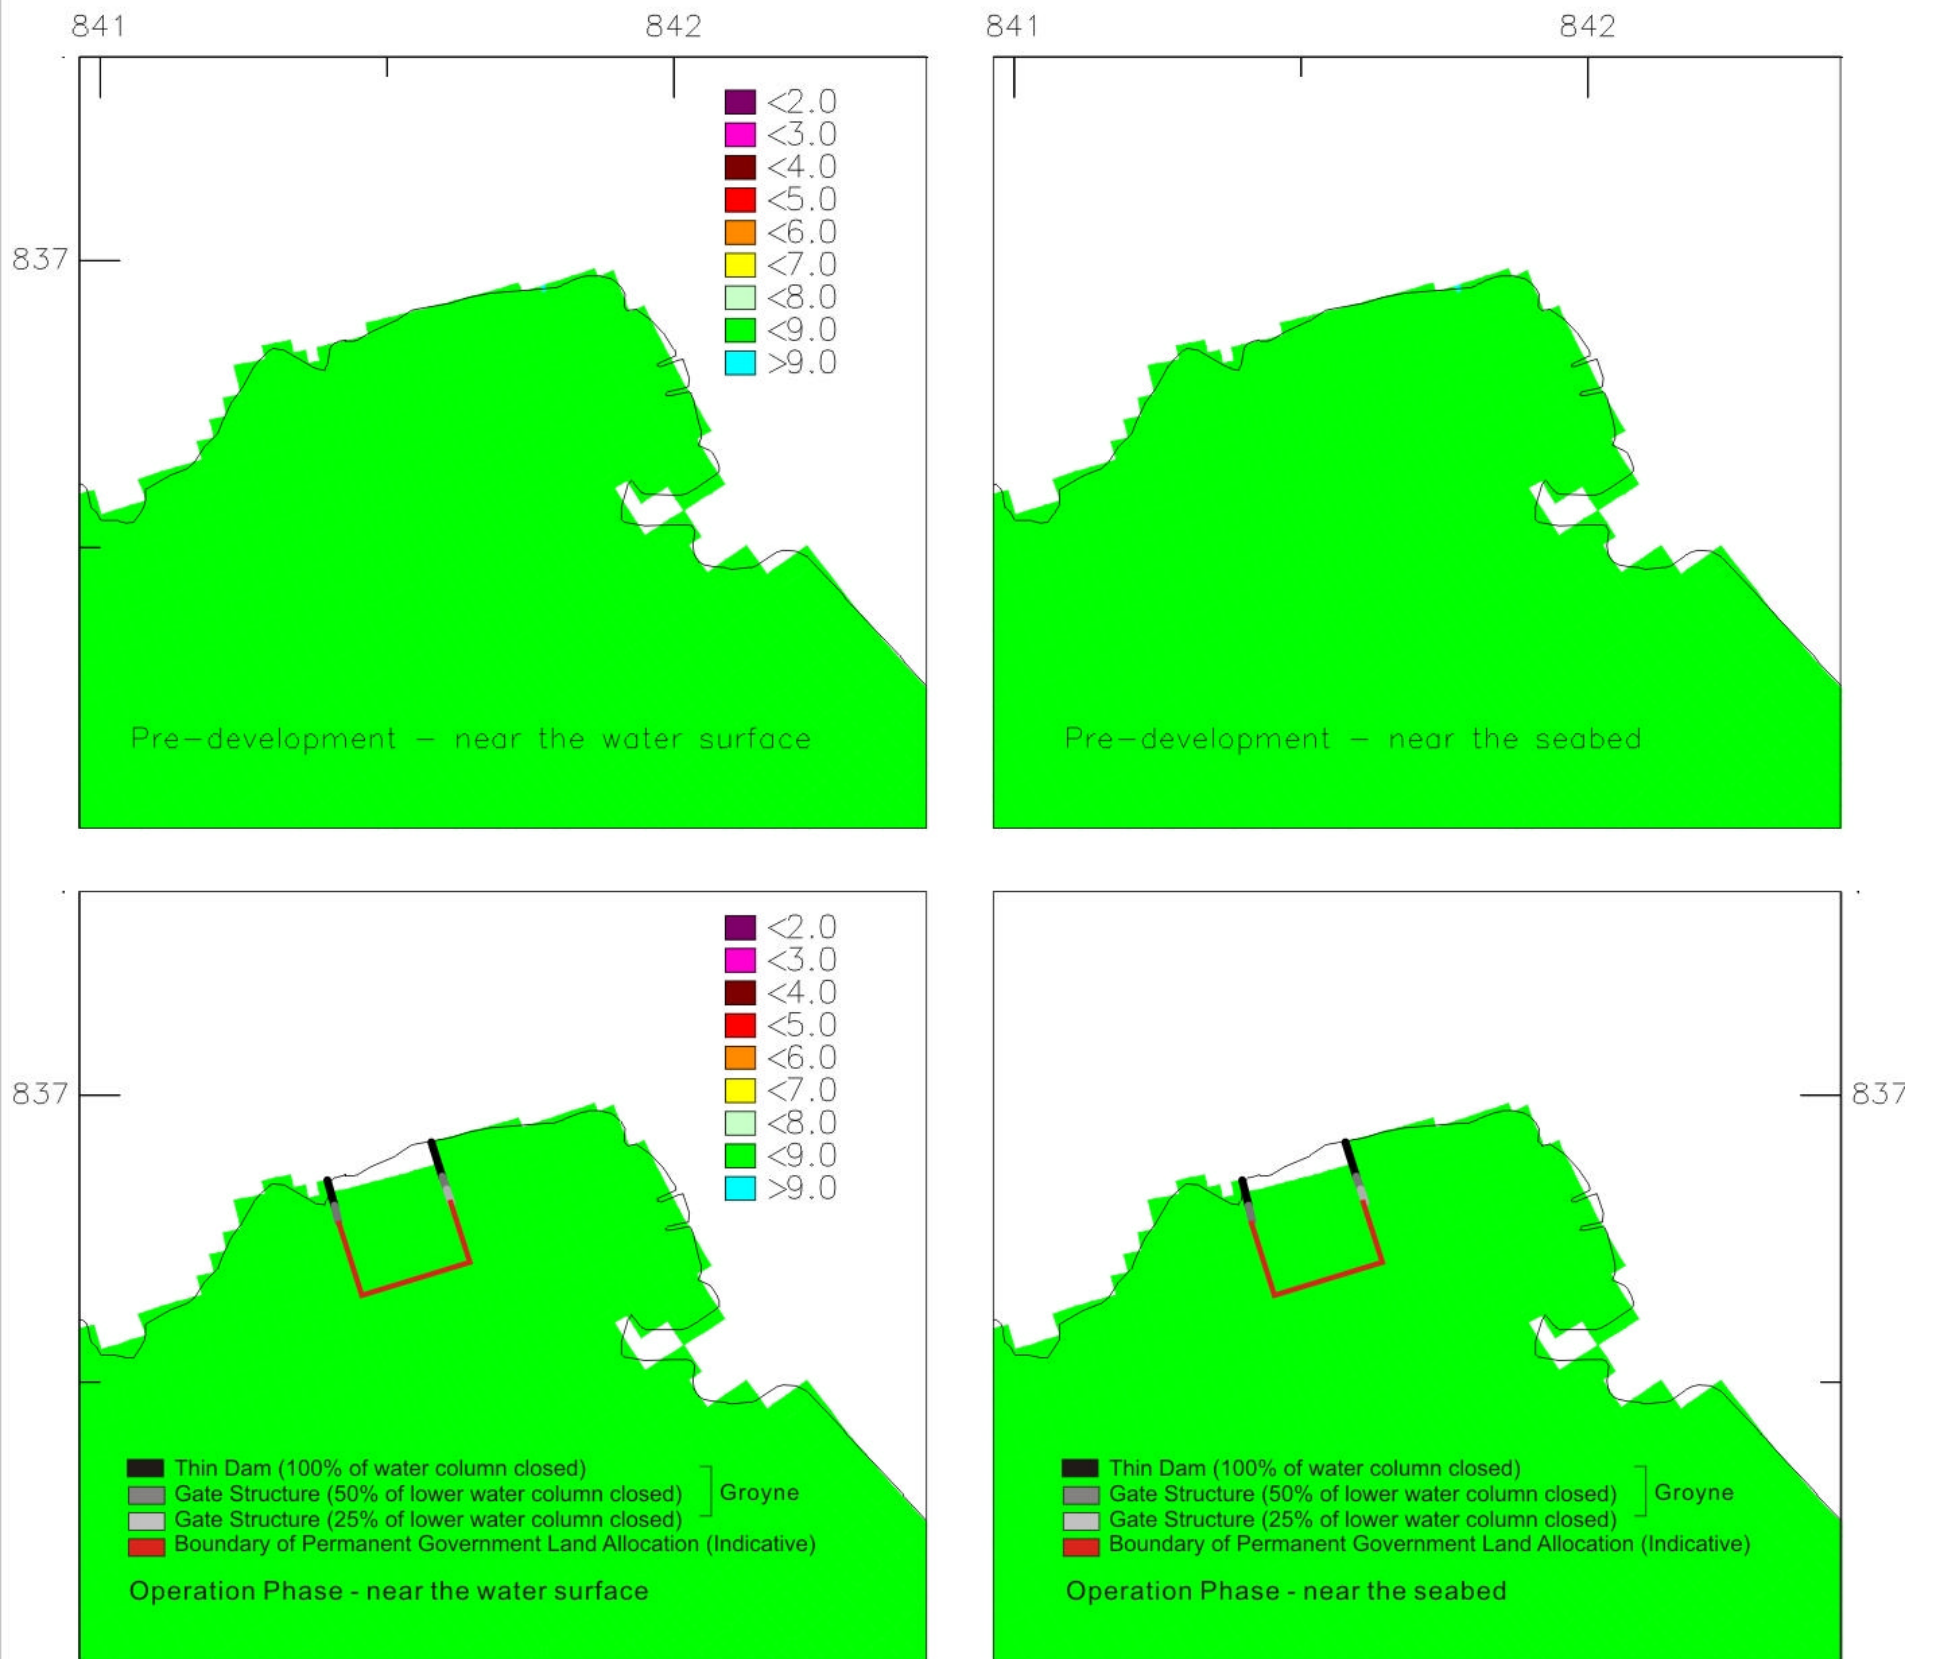 841 842 841 842
<2.0
<3.0
<4.0
<5.0
<6.0
837 <7.0
<8.0
<9.0
>9.0
Pre-development - near the water surface
Pre-development - near the seabed
<2.0
<3.0
<4.0
<5.0
<6.0
837 <7.0 837
<8.0
<9.0
>9.0
Thin Dam (100% of water column closed)
Gate Structure (50% of lower water column closed)
Groyne
Gate Structure (25% of lower water column closed)
Boundary of Permanent Government Land Allocation (Indicative)
Operation Phase - near the water surface
Thin Dam (100% of water column closed)
Gate Structure (50% of lower water column closed)
Groyne
Gate Structure (25% of lower water column closed)
Boundary of Permanent Government Land Allocation (Indicative)
Operation Phase - near the seabed